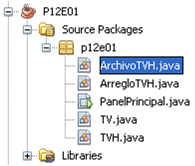 P12E01
Source Packages
p12e01
ArchivoTVH.java
ArregloTVH.java
PanelPrincipal.java
TV.java
TVH.java
Libraries